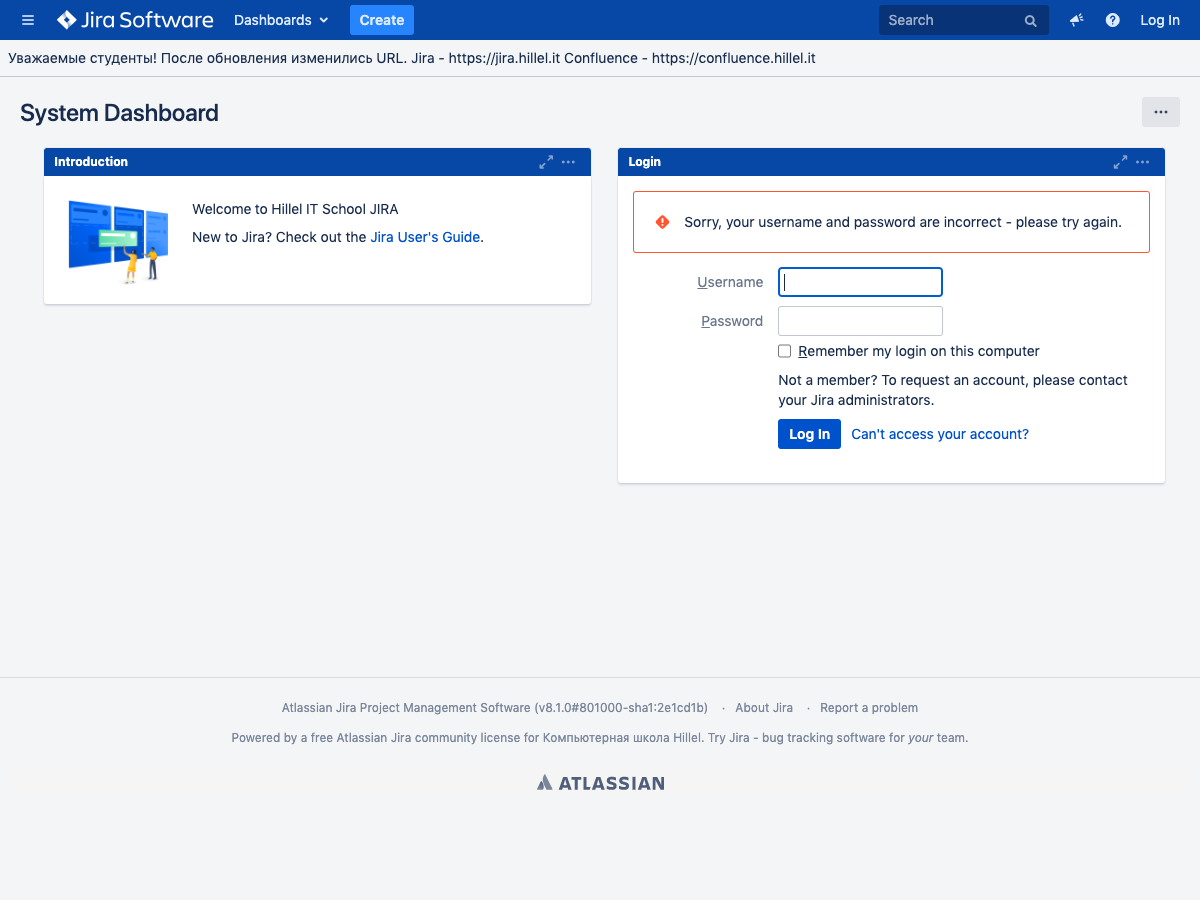 Jira Software Dashboards Create Search Log In
Уважаемые студенты! После обновления изменились URL. Jira - https://jira.hillel.it Confluence - https://confluence.hillel.it
System Dashboard
Introduction
Welcome to Hillel IT School JIRA
New to Jira? Check out the Jira User's Guide.
Login
Sorry, your username and password are incorrect - please try again.
Username
Password
Remember my login on this computer
Not a member? To request an account, please contact
your Jira administrators.
Log In Can't access your account?
Atlassian Jira Project Management Software (v8.1.0#801000-sha1:2e1cd1b) · About Jira · Report a problem
Powered by a free Atlassian Jira community license for Компьютерная школа Hillel. Try Jira - bug tracking software for your team.
ATLASSIAN